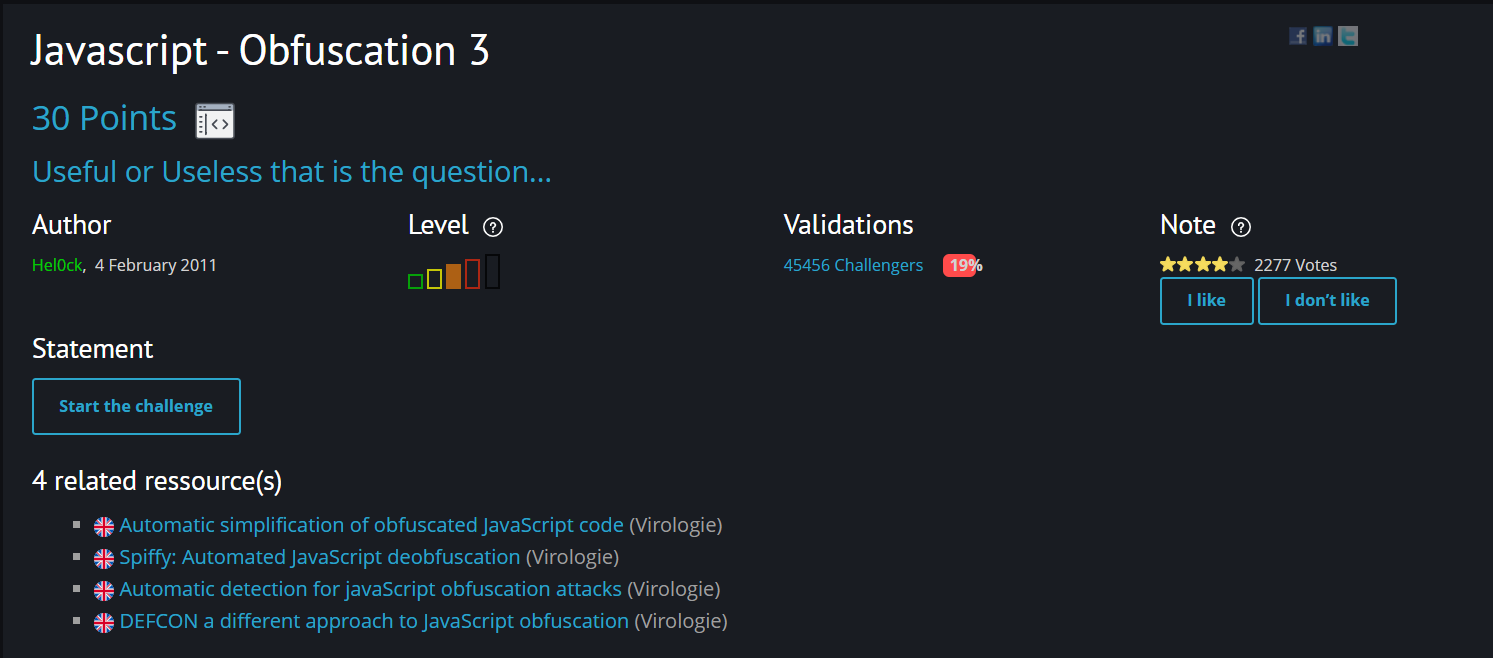 Javascript - Obfuscation 3
30 Points
Useful or Useless that is the question...
Author
Level
Validations
Note
Hel0ck, 4 February 2011
45456 Challengers 19%
2277 Votes
I like
I don't like
Statement
Start the challenge
4 related ressource(s)
Automatic simplification of obfuscated JavaScript code (Virologie)
Spiffy: Automated JavaScript deobfuscation (Virologie)
Automatic detection for javaScript obfuscation attacks (Virologie)
DEFCON a different approach to JavaScript obfuscation (Virologie)